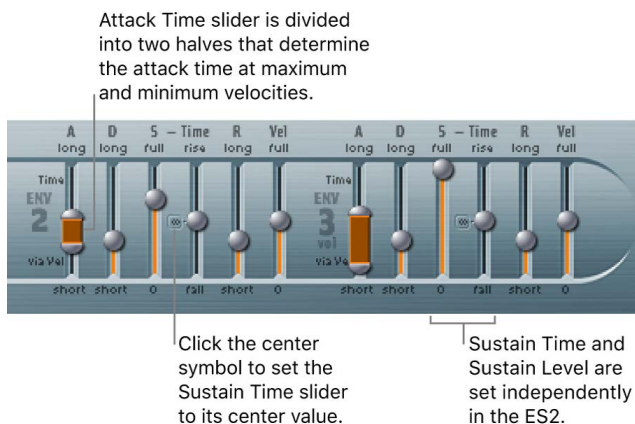 Attack Time slider is divided
into two halves that determine
the attack time at maximum
and minimum velocities.
A D S – Time R Vel A D S – Time R Vel
long long full rise long full long long full rise long full
Time Time
ENV ENV
2 3
vol
via Vel via Vel
short short 0 fall short 0 short short 0 fall short 0
Click the center
symbol to set the
Sustain Time slider
to its center value.
Sustain Time and
Sustain Level are
set independently
in the ES2.